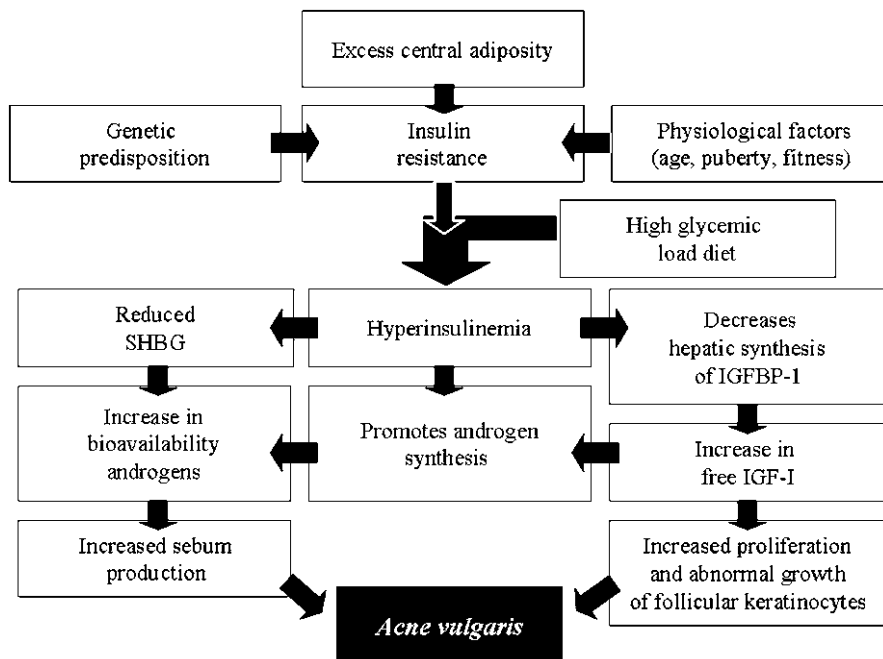 Excess central adiposity
Genetic
predisposition
Insulin
resistance
Physiological factors
(age, puberty, fitness)
High glycemic
load diet
Reduced
SHBG
Hyperinsulinemia
Decreases
hepatic synthesis
of IGFBP-1
Increase in
bioavailability
androgens
Promotes androgen
synthesis
Increase in
free IGF-I
Increased sebum
production
Increased proliferation
and abnormal growth
of follicular keratinocytes
Acne vulgaris